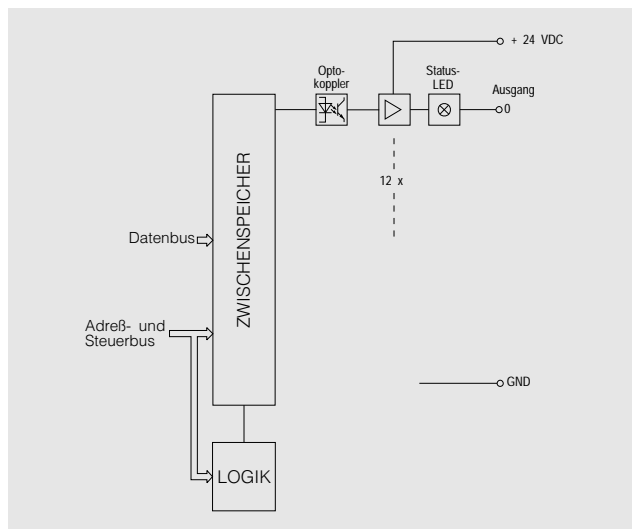 + 24 VDC
Opto-
koppler
Status-
LED
Ausgang
0
12 x
ZWISCHENSPEICHER
Datenbus
Adreß- und
Steuerbus
GND
LOGIK